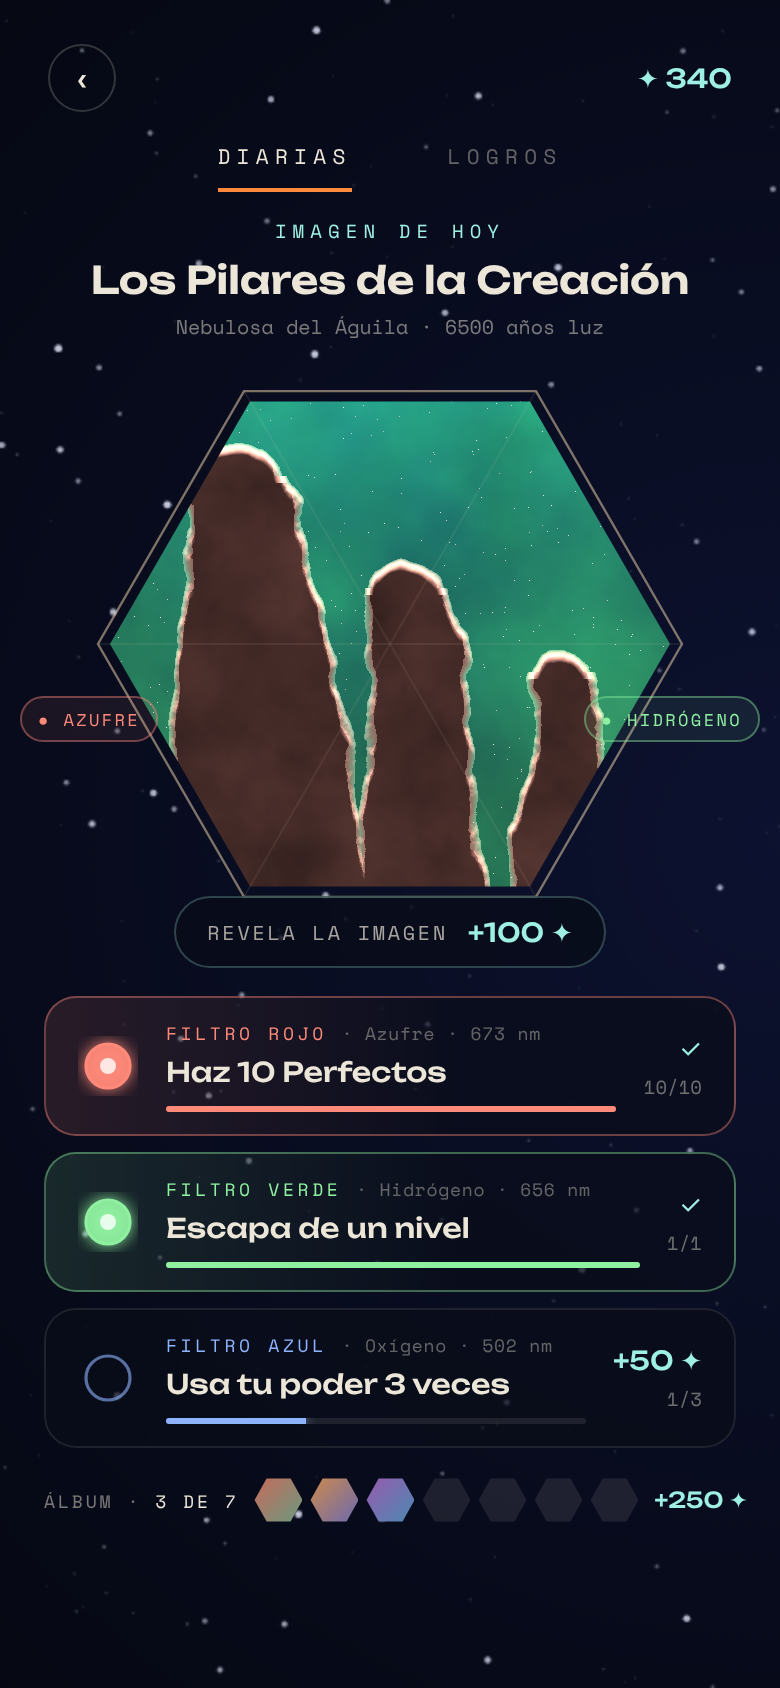 ‹
✦ 340
DIARIAS LOGROS
IMAGEN DE HOY
Los Pilares de la Creación
Nebulosa del Águila · 6500 años luz
• AZUFRE
• HIDRÓGENO
REVELA LA IMAGEN +100 ✦
FILTRO ROJO · Azufre · 673 nm
Haz 10 Perfectos
✓
10/10
FILTRO VERDE · Hidrógeno · 656 nm
Escapa de un nivel
✓
1/1
FILTRO AZUL · Oxígeno · 502 nm
Usa tu poder 3 veces
+50 ✦
1/3
ÁLBUM · 3 DE 7 +250 ✦